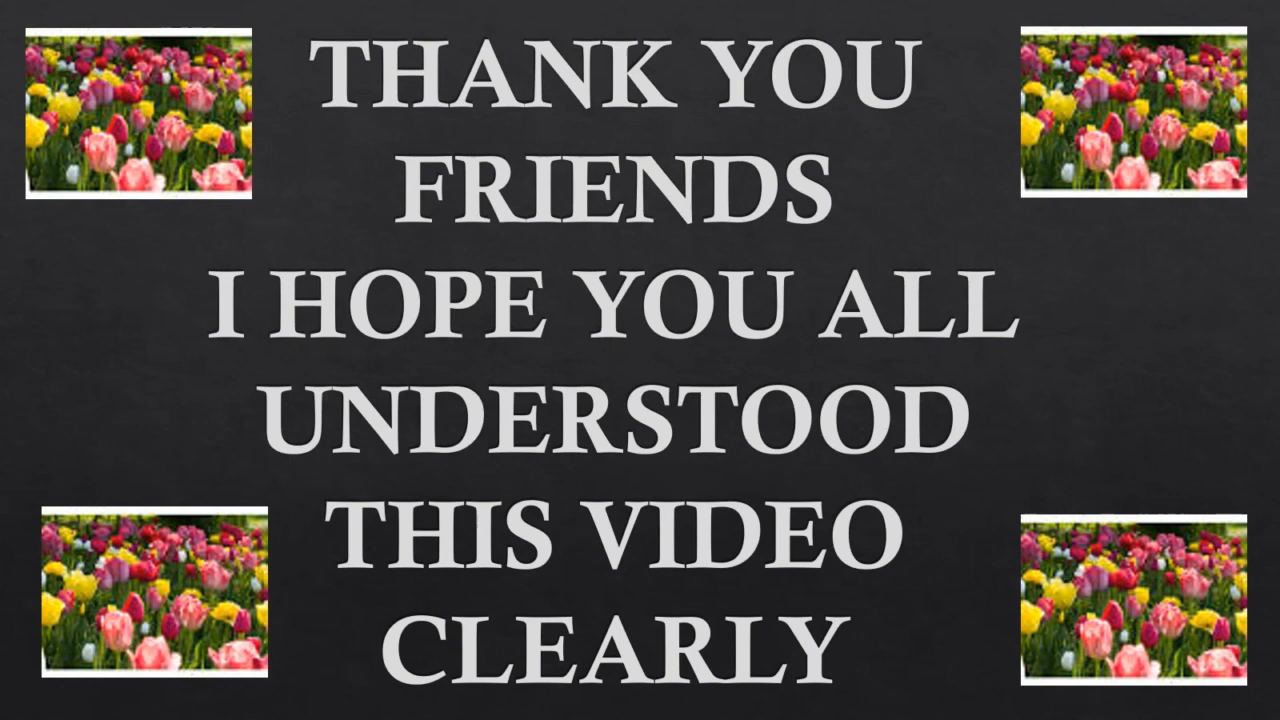 THANK YOU
FRIENDS
I HOPE YOU ALL
UNDERSTOOD
THIS VIDEO
CLEARLY